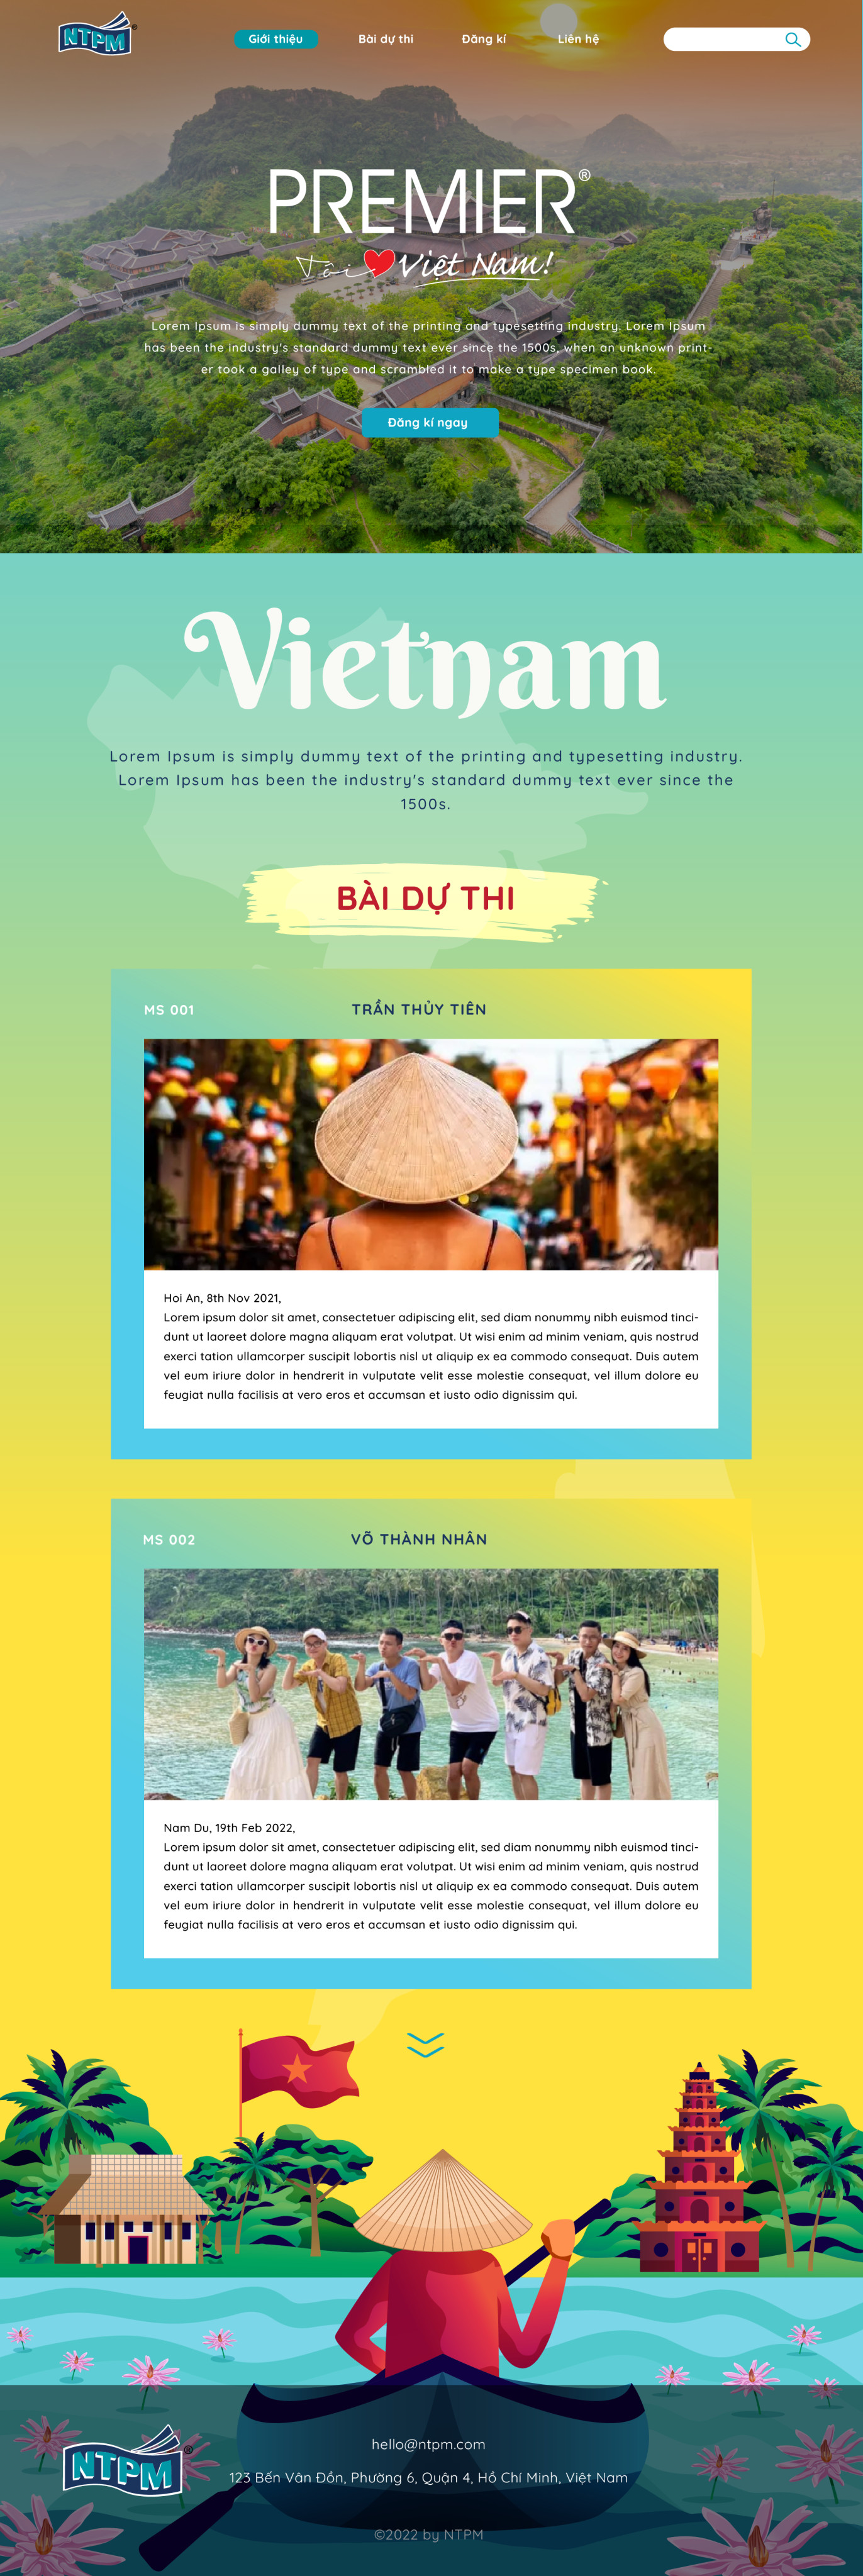 NTPM®
Giới thiệu
Bài dự thi
Đăng kí
Liên hệ
PREMIER®
Tôi Việt Nam!
Lorem Ipsum is simply dummy text of the printing and typesetting industry. Lorem Ipsum
has been the industry's standard dummy text ever since the 1500s, when an unknown print-
er took a galley of type and scrambled it to make a type specimen book.
Đăng kí ngay
Vietnam
Lorem Ipsum is simply dummy text of the printing and typesetting industry.
Lorem Ipsum has been the industry's standard dummy text ever since the
1500s.
BÀI DỰ THI
MS 001
TRẦN THỦY TIÊN
Hoi An, 8th Nov 2021,
Lorem ipsum dolor sit amet, consectetuer adipiscing elit, sed diam nonummy nibh euismod tinci-
dunt ut laoreet dolore magna aliquam erat volutpat. Ut wisi enim ad minim veniam, quis nostrud
exerci tation ullamcorper suscipit lobortis nisl ut aliquip ex ea commodo consequat. Duis autem
vel eum iriure dolor in hendrerit in vulputate velit esse molestie consequat, vel illum dolore eu
feugiat nulla facilisis at vero eros et accumsan et iusto odio dignissim qui.
MS 002
VÕ THÀNH NHÂN
Nam Du, 19th Feb 2022,
Lorem ipsum dolor sit amet, consectetuer adipiscing elit, sed diam nonummy nibh euismod tinci-
dunt ut laoreet dolore magna aliquam erat volutpat. Ut wisi enim ad minim veniam, quis nostrud
exerci tation ullamcorper suscipit lobortis nisl ut aliquip ex ea commodo consequat. Duis autem
vel eum iriure dolor in hendrerit in vulputate velit esse molestie consequat, vel illum dolore eu
feugiat nulla facilisis at vero eros et accumsan et iusto odio dignissim qui.
NTPM®
hello@ntpm.com
123 Bến Vân Đồn, Phường 6, Quận 4, Hồ Chí Minh, Việt Nam
©2022 by NTPM